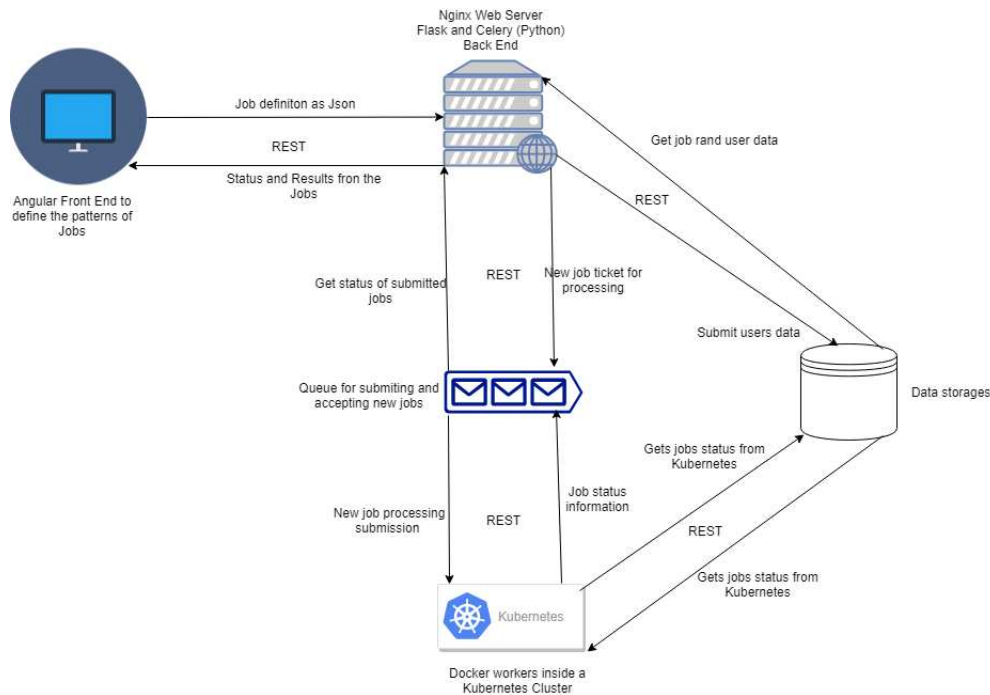 Nginx Web Server
Flask and Celery (Python)
Back End
Job definiton as Json
REST
Status and Results fron the
Jobs
Angular Front End to
define the patterns of
Jobs
Get job rand user data
REST
Get status of submitted
jobs
REST
New job ticket for
processing
Submit users data
Queue for submiting and
accepting new jobs
Data storages
Gets jobs status from
Kubernetes
Job status
information
New job processing
submission
REST
REST
Gets jobs status from
Kubernetes
Kubernetes
Docker workers inside a
Kubernetes Cluster